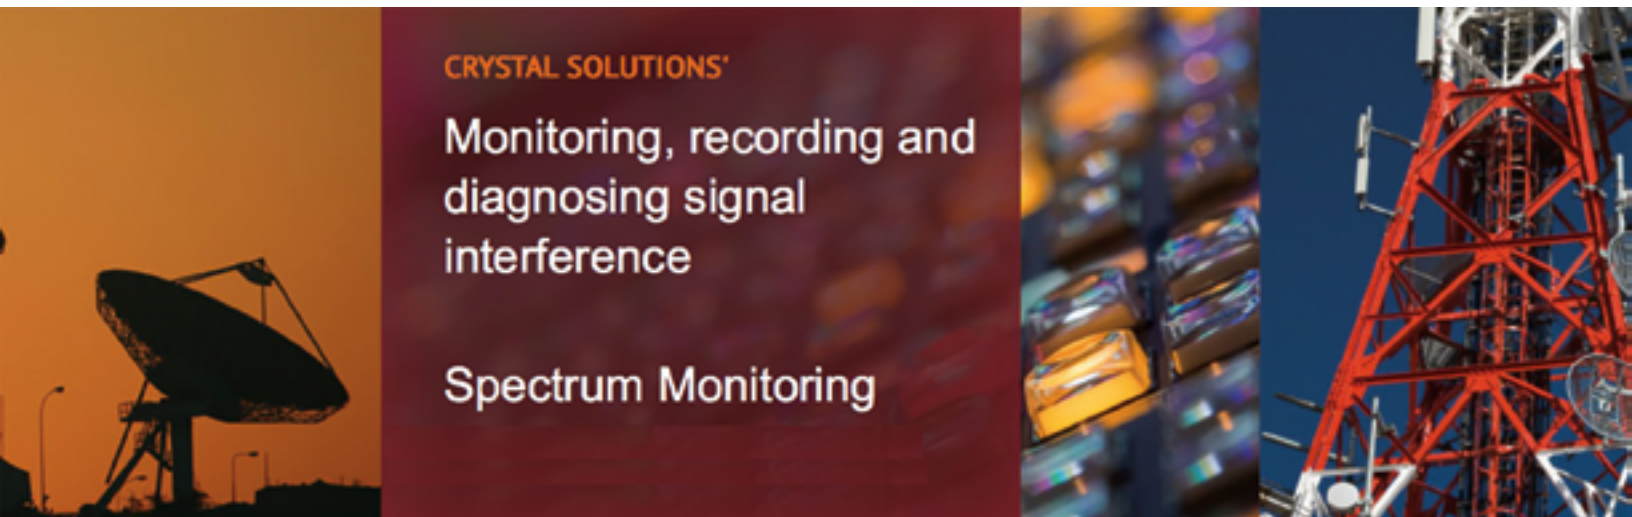 CRYSTAL SOLUTIONS'
Monitoring, recording and
diagnosing signal
interference
Spectrum Monitoring